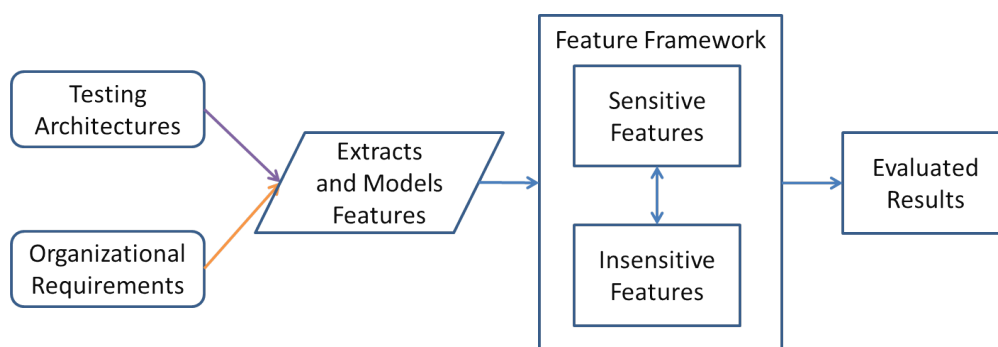 Testing
Architectures
Organizational
Requirements
Extracts
and Models
Features
Feature Framework
Sensitive
Features
Insensitive
Features
Evaluated
Results